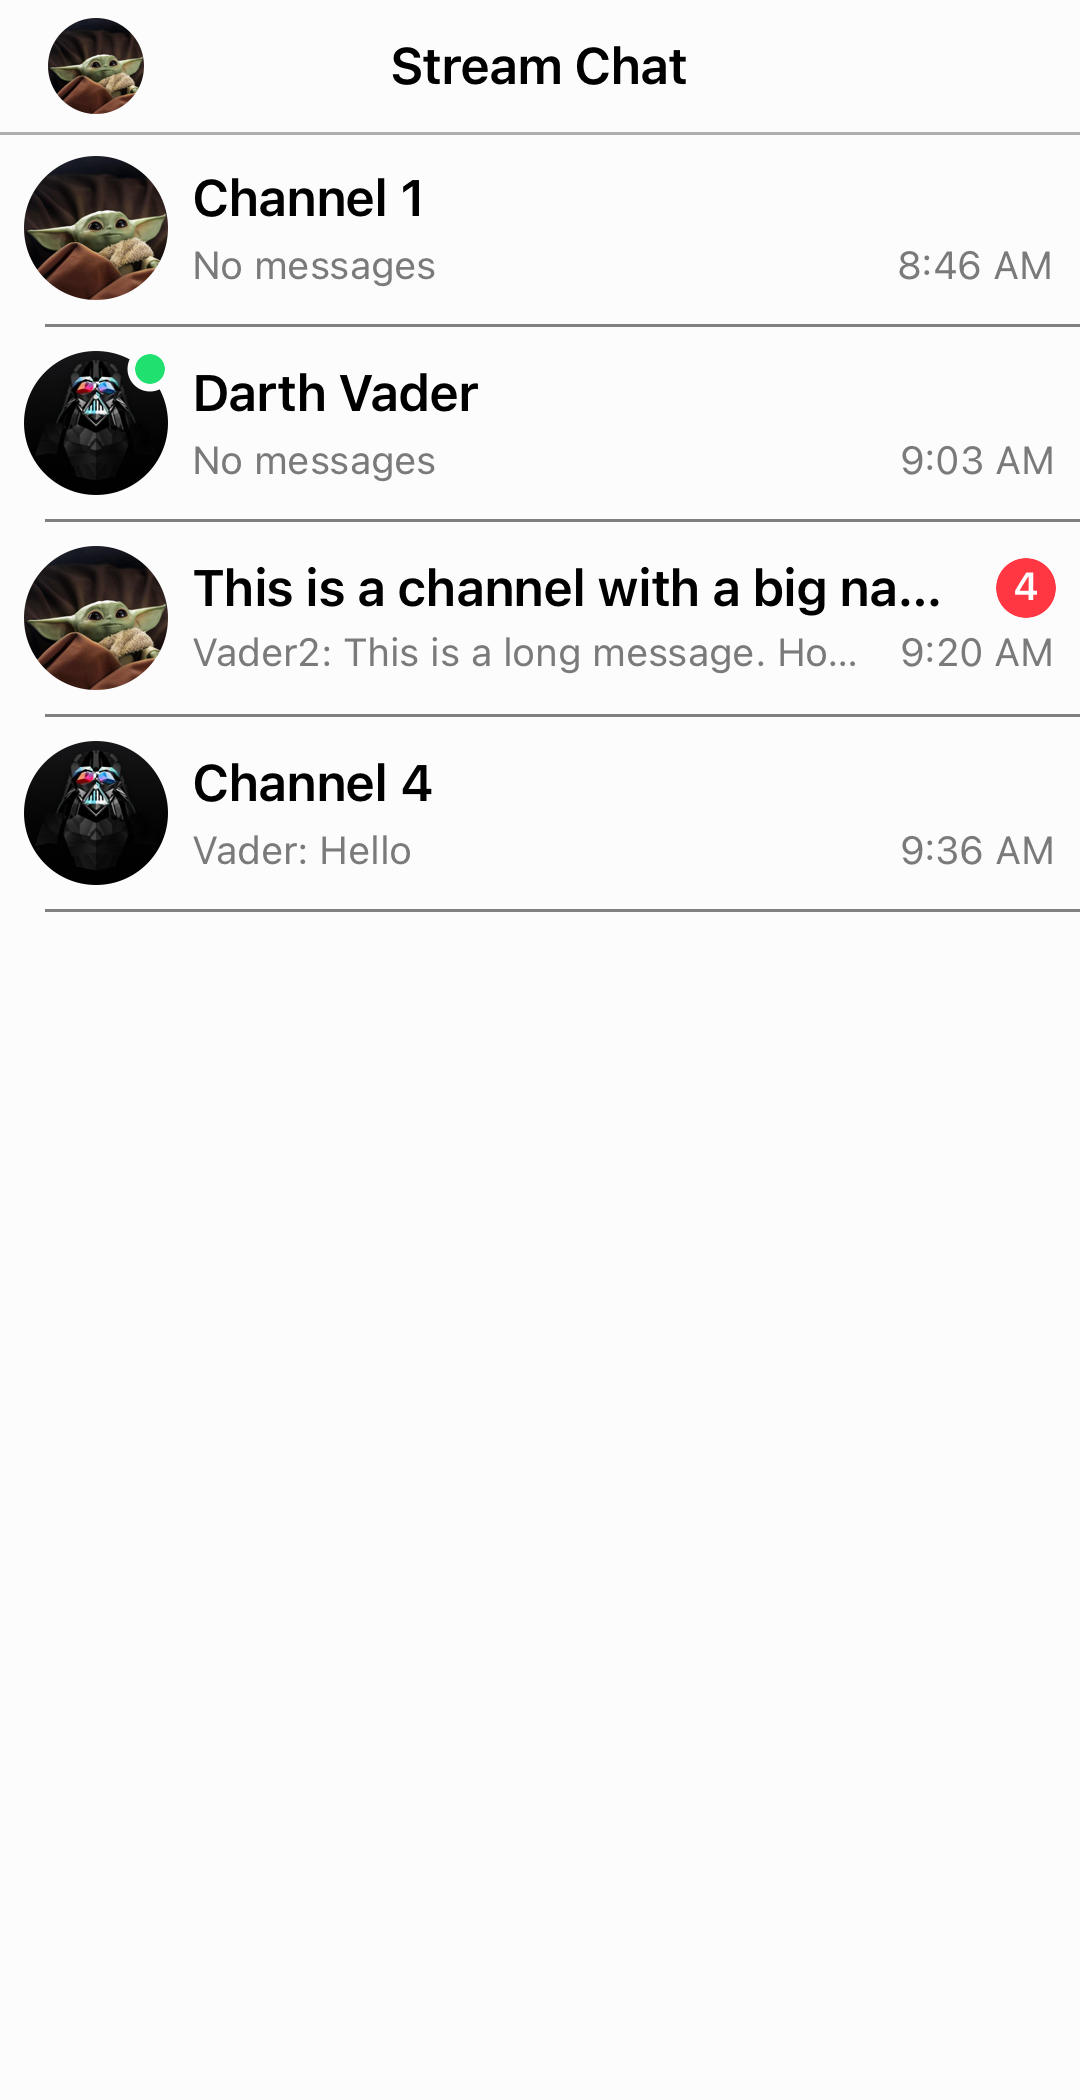 Stream Chat
Channel 1
No messages 8:46 AM
Darth Vader
No messages 9:03 AM
This is a channel with a big na... 4
Vader2: This is a long message. Ho... 9:20 AM
Channel 4
Vader: Hello 9:36 AM